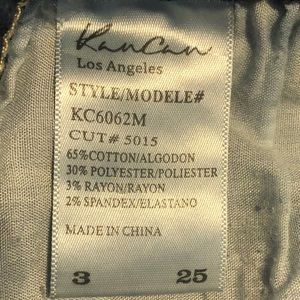 KanCan
Los Angeles
STYLE/MODELE#
KC6062M
CUT# 5015
65%COTTON/ALGODON
30% POLYESTER/POLIESTER
3% RAYON/RAYON
2% SPANDEX/ELASTANO
MADE IN CHINA
3 25